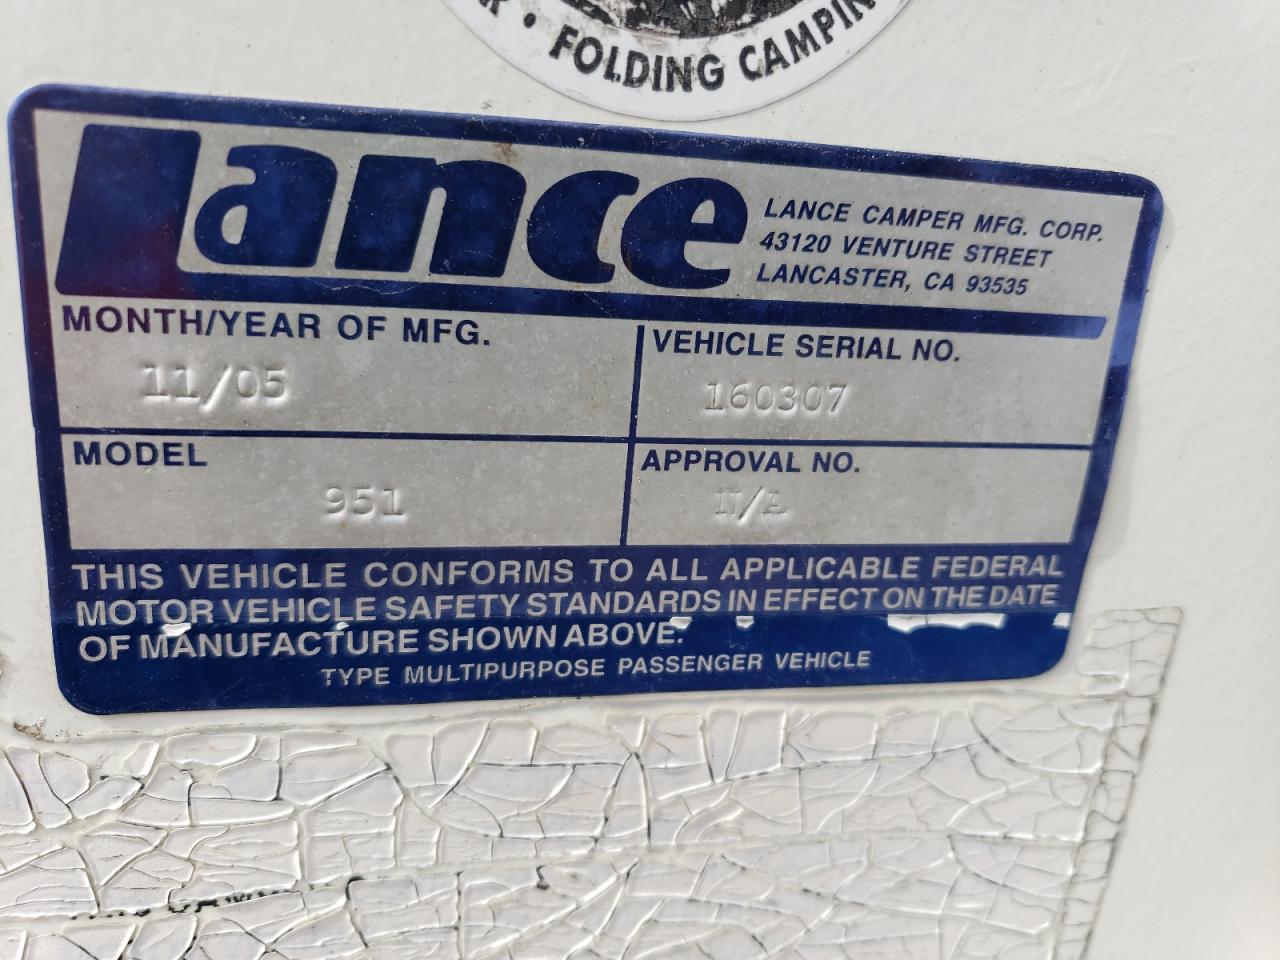 • FOLDING CAMPIN
Lance
LANCE CAMPER MFG. CORP.
43120 VENTURE STREET
LANCASTER, CA 93535
MONTH/YEAR OF MFG.
11/05
VEHICLE SERIAL NO.
160307
MODEL
951
APPROVAL NO.
N/A
THIS VEHICLE CONFORMS TO ALL APPLICABLE FEDERAL
MOTOR VEHICLE SAFETY STANDARDS IN EFFECT ON THE DATE
OF MANUFACTURE SHOWN ABOVE.
TYPE MULTIPURPOSE PASSENGER VEHICLE